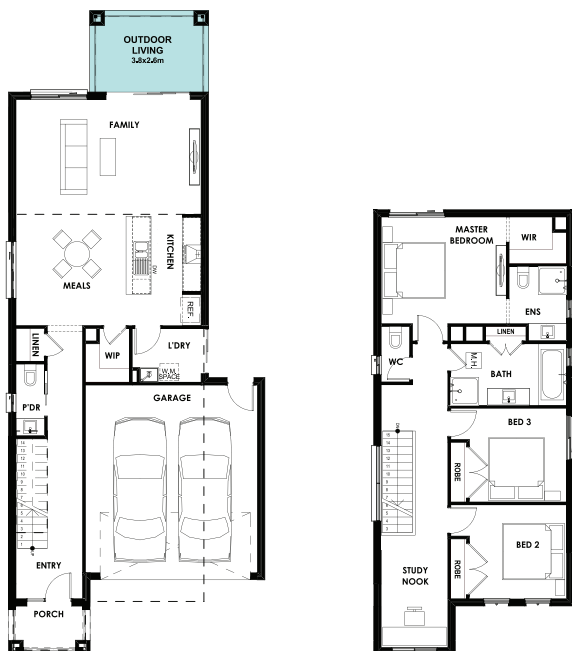 OUTDOOR
LIVING
3.8x2.6m
FAMILY
KITCHEN
DW
MEALS
REF.
LINEN
WIP
L'DRY
W.M.
SPACE
P'DR
GARAGE
ENTRY
PORCH
MASTER
BEDROOM
WIR
ENS
LINEN
WC
M.H.
BATH
BED 3
ROBE
BED 2
ROBE
STUDY
NOOK